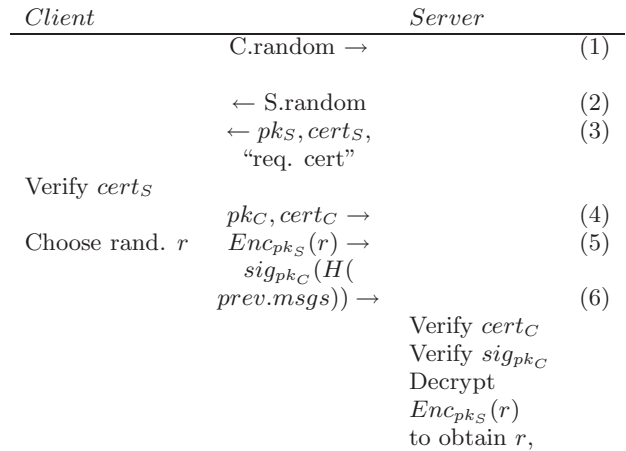 Client Server
C.random → (1)
← S.random (2)
← pk_S, cert_S, (3)
“req. cert”
Verify cert_S
pk_C, cert_C → (4)
Choose rand. r Enc_{pk_S}(r) → (5)
sig_{pk_C}(H(
prev.msgs)) → (6)
Verify cert_C
Verify sig_{pk_C}
Decrypt
Enc_{pk_S}(r)
to obtain r,